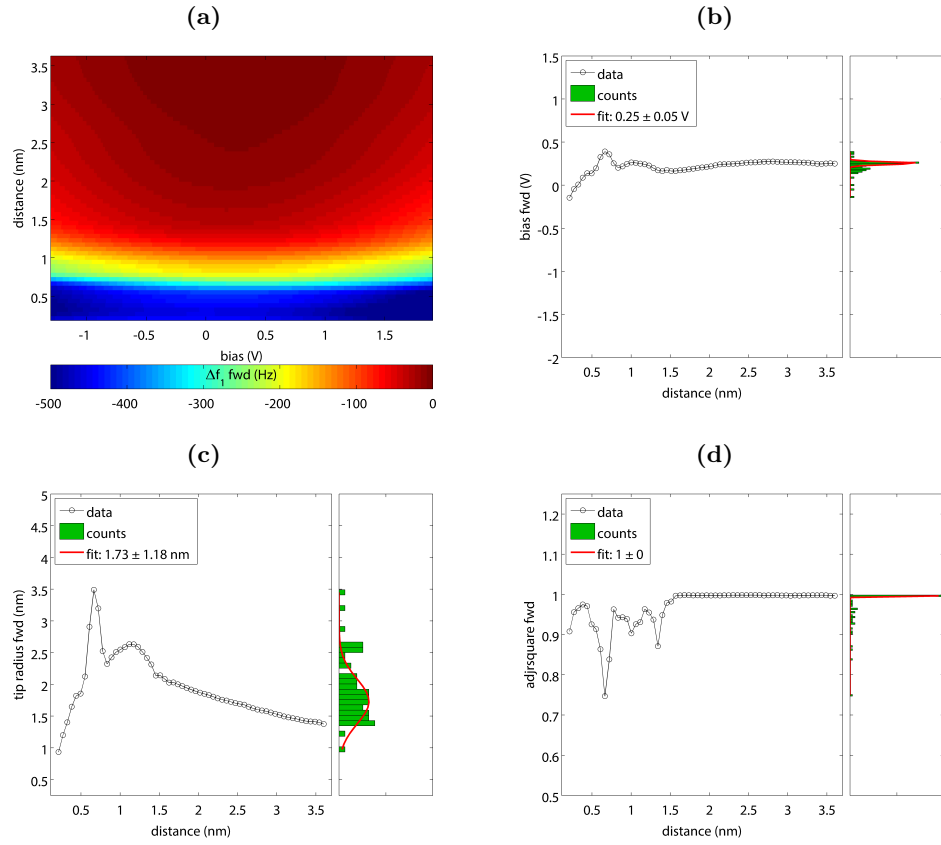 (a)
3.5
3
2.5
2
1.5
1
0.5
distance (nm)
-1 -0.5 0 0.5 1 1.5
bias (V)
Δf1 fwd (Hz)
-500 -400 -300 -200 -100 0
(b)
1.5
1
0.5
0
-0.5
-1
-1.5
-2
bias fwd (V)
data
counts
fit: 0.25 ± 0.05 V
0.5 1 1.5 2 2.5 3 3.5
distance (nm)
(c)
5
4.5
4
3.5
3
2.5
2
1.5
1
0.5
tip radius fwd (nm)
data
counts
fit: 1.73 ± 1.18 nm
0.5 1 1.5 2 2.5 3 3.5
distance (nm)
(d)
1.2
1.1
1
0.9
0.8
0.7
0.6
0.5
adjrsquare fwd
data
counts
fit: 1 ± 0
0.5 1 1.5 2 2.5 3 3.5
distance (nm)